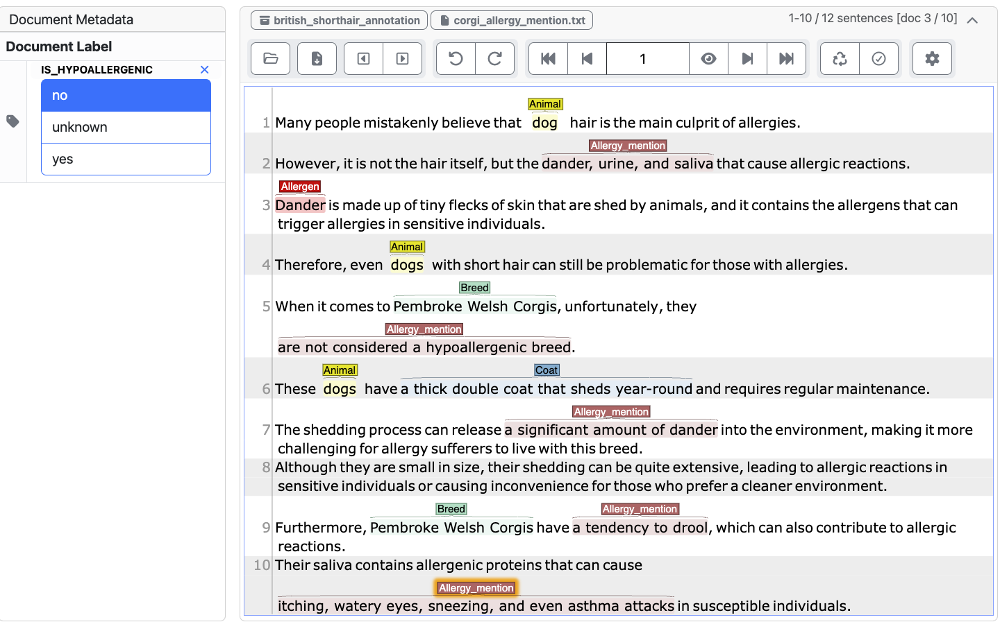 Document Metadata
Document Label
IS_HYPOALLERGENIC
no
unknown
yes
british_shorthair_annotation
corgi_allergy_mention.txt
1-10 / 12 sentences [doc 3 / 10]
1
Animal
1 Many people mistakenly believe that dog hair is the main culprit of allergies.
Allergy_mention
2 However, it is not the hair itself, but the dander, urine, and saliva that cause allergic reactions.
Allergen
3 Dander is made up of tiny flecks of skin that are shed by animals, and it contains the allergens that can
trigger allergies in sensitive individuals.
Animal
4 Therefore, even dogs with short hair can still be problematic for those with allergies.
Breed
5 When it comes to Pembroke Welsh Corgis, unfortunately, they
Allergy_mention
are not considered a hypoallergenic breed.
Animal Coat
6 These dogs have a thick double coat that sheds year-round and requires regular maintenance.
Allergy_mention
7 The shedding process can release a significant amount of dander into the environment, making it more
challenging for allergy sufferers to live with this breed.
8 Although they are small in size, their shedding can be quite extensive, leading to allergic reactions in
sensitive individuals or causing inconvenience for those who prefer a cleaner environment.
Breed Allergy_mention
9 Furthermore, Pembroke Welsh Corgis have a tendency to drool, which can also contribute to allergic
reactions.
10 Their saliva contains allergenic proteins that can cause
Allergy_mention
itching, watery eyes, sneezing, and even asthma attacks in susceptible individuals.